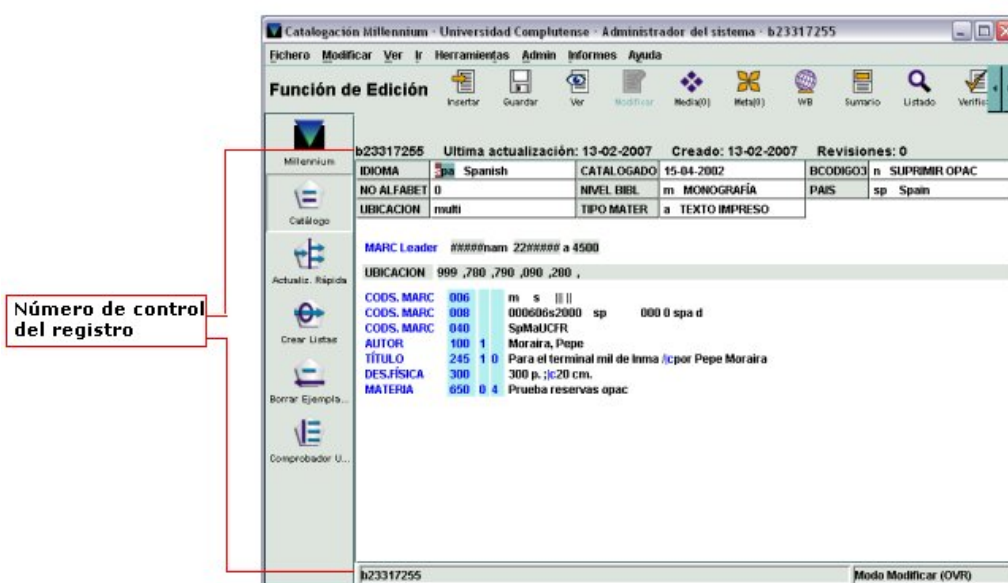 Catalogación Millennium · Universidad Complutense · Administrador del sistema · b23317255
Fichero Modificar Ver Ir Herramientas Admin Informes Ayuda
Función de Edición
Insertar Guardar Ver Modificar Media(0) Meta(0) WB Sumario Listado Verific
Millennium
Catálogo
Actualiz. Rápida
Crear Listas
Borrar Ejempla...
Comprobador U...
Número de control
del registro
b23317255 Ultima actualización: 13-02-2007 Creado: 13-02-2007 Revisiones: 0
IDIOMA spa Spanish CATALOGADO 15-04-2002 BCODIGO3 n SUPRIMIR OPAC
NO ALFABET 0 NIVEL BIBL m MONOGRAFÍA PAIS sp Spain
UBICACION multi TIPO MATER a TEXTO IMPRESO
MARC Leader #####nam 22##### a 4500
UBICACION 999 ,780 ,790 ,090 ,280 ,
CODS. MARC 006 m s || ||
CODS. MARC 008 000606s2000 sp 000 0 spa d
CODS. MARC 040 SpMaUCFR
AUTOR 100 1 Moraira, Pepe
TÍTULO 245 1 0 Para el terminal mil de Inma /|cpor Pepe Moraira
DES.FÍSICA 300 300 p. ;|c20 cm.
MATERIA 650 0 4 Prueba reservas opac
b23317255 Modo Modificar (OVR)